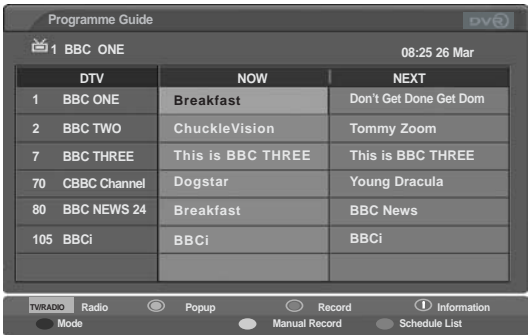 Programme Guide DVR
1 BBC ONE 08:25 26 Mar
DTV NOW NEXT
1 BBC ONE Breakfast Don't Get Done Get Dom
2 BBC TWO ChuckleVision Tommy Zoom
7 BBC THREE This is BBC THREE This is BBC THREE
70 CBBC Channel Dogstar Young Dracula
80 BBC NEWS 24 Breakfast BBC News
105 BBCi BBCi BBCi
TV/RADIO Radio Popup Record Information
Mode Manual Record Schedule List